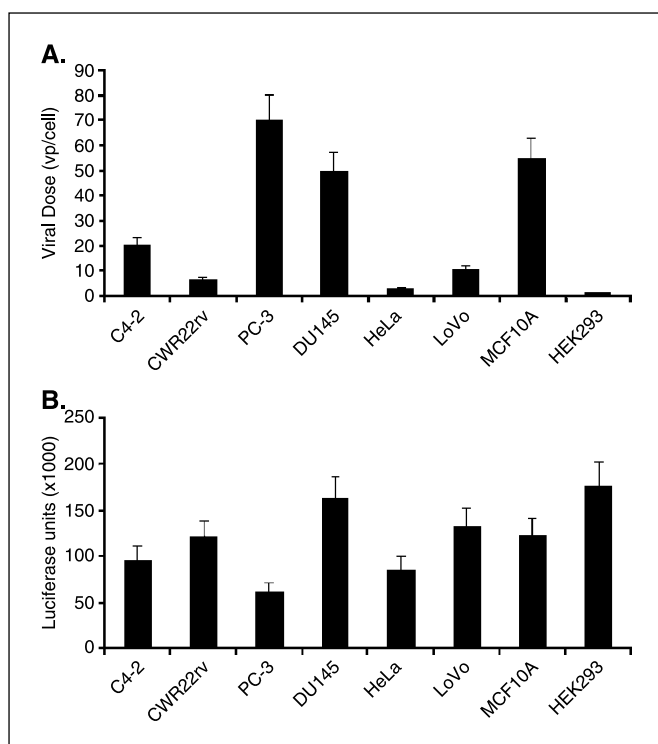 A.
Viral Dose (vp/cell)
90
80
70
60
50
40
30
20
10
0
C4-2
CWR22rv
PC-3
DU145
HeLa
LoVo
MCF10A
HEK293
B.
Luciferase units (x1000)
250
200
150
100
50
0
C4-2
CWR22rv
PC-3
DU145
HeLa
LoVo
MCF10A
HEK293